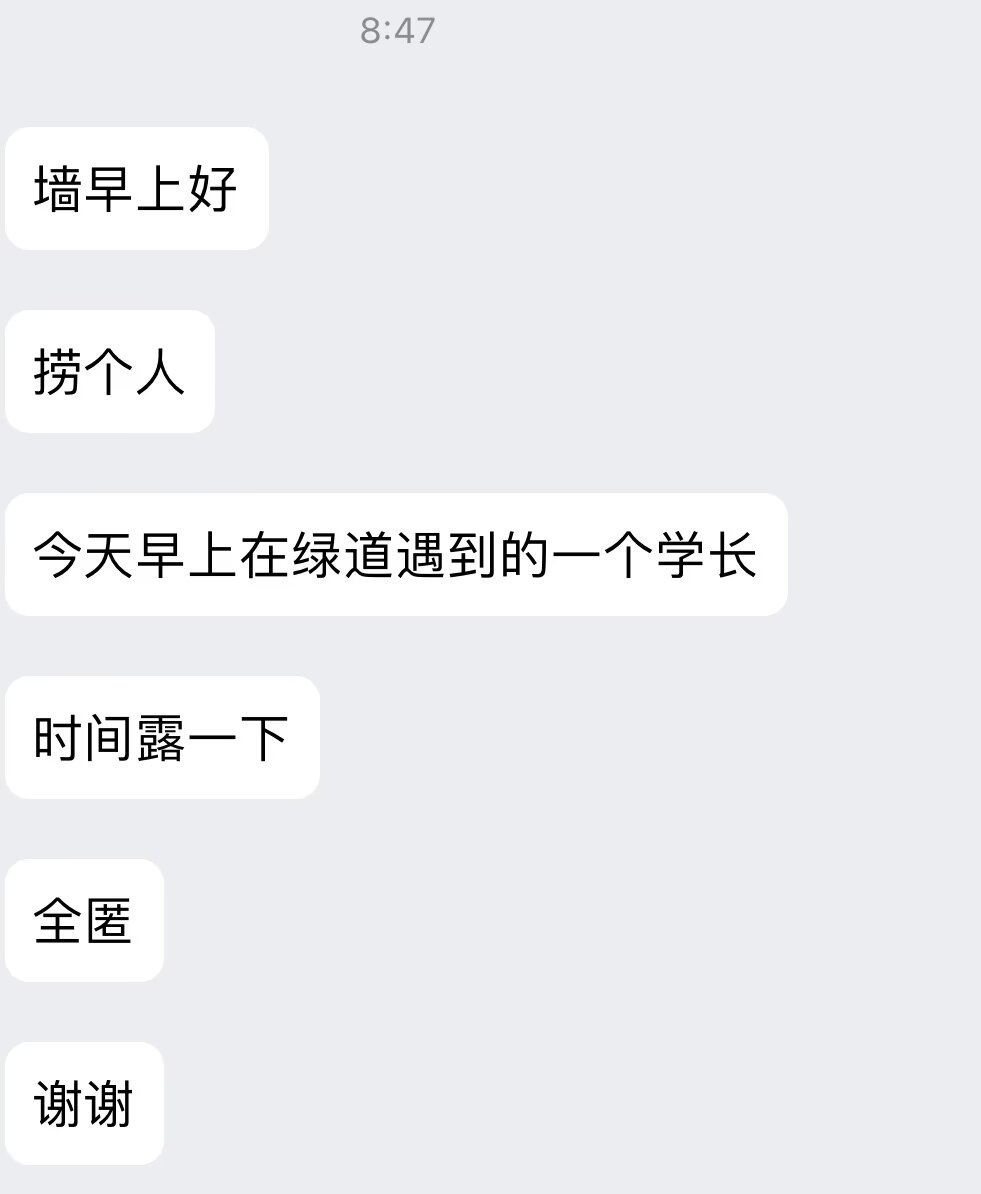 8:47
墙早上好
捞个人
今天早上在绿道遇到的一个学长
时间露一下
全匿
谢谢